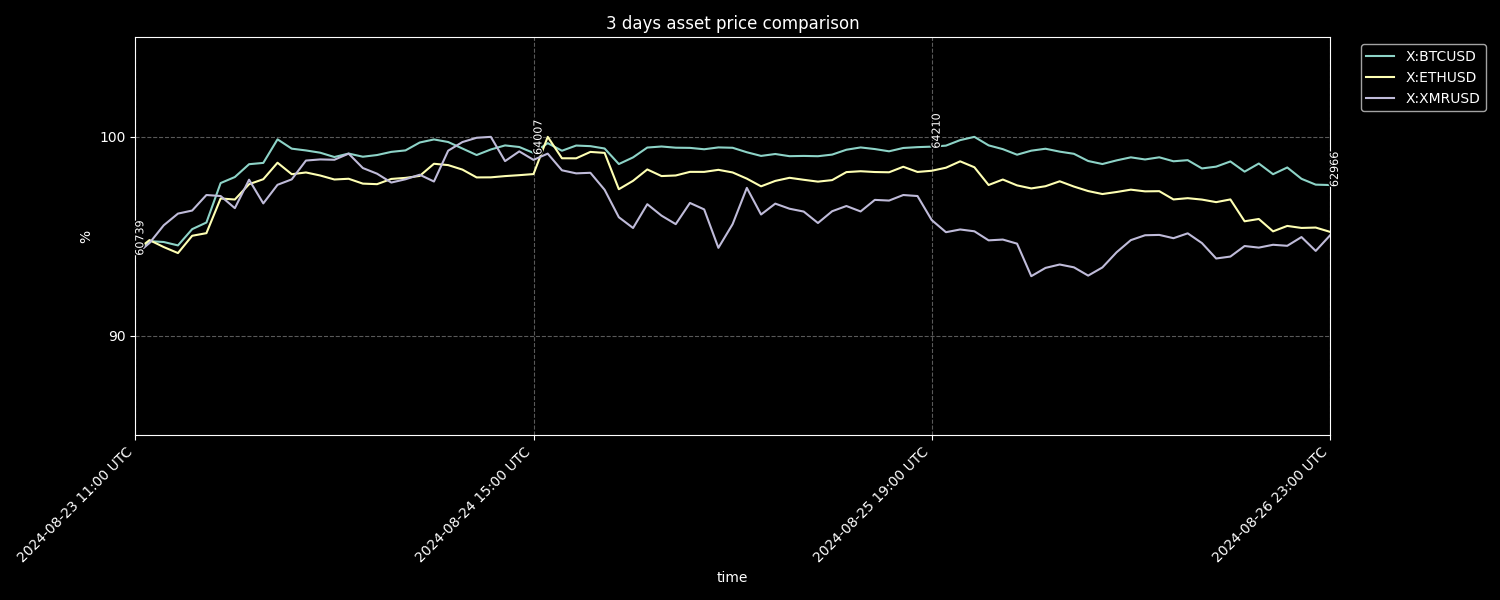 3 days asset price comparison
X:BTCUSD
X:ETHUSD
X:XMRUSD
100
90
%
60739
64007
64210
62966
2024-08-23 11:00 UTC
2024-08-24 15:00 UTC
2024-08-25 19:00 UTC
2024-08-26 23:00 UTC
time